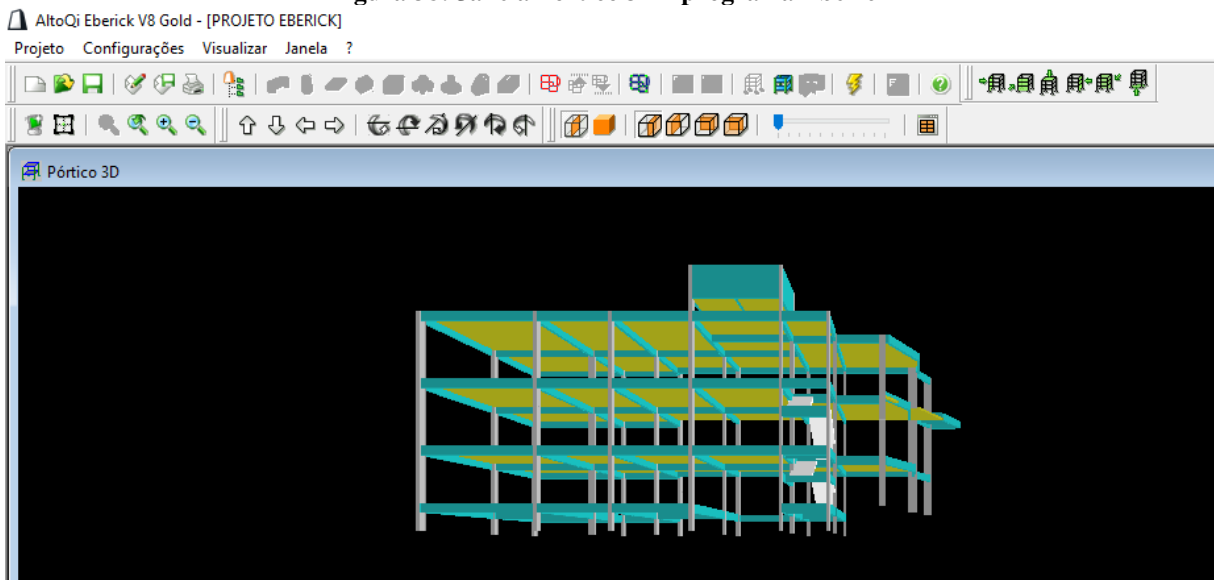 AltoQi Eberick V8 Gold - [PROJETO EBERICK]
Projeto Configurações Visualizar Janela ?
Pórtico 3D